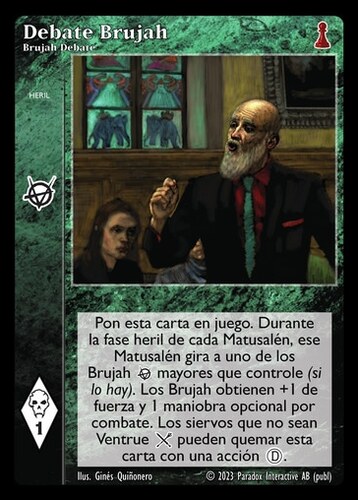 Debate Brujah
Brujah Debate
HERIL
Pon esta carta en juego. Durante
la fase heril de cada Matusalén, ese
Matusalén gira a uno de los
Brujah mayores que controle (si
lo hay). Los Brujah obtienen +1 de
fuerza y 1 maniobra opcional por
combate. Los siervos que no sean
Ventrue pueden quemar esta
carta con una acción D.
1
Ilus. Ginés Quiñonero
© 2023 Paradox Interactive AB (publ)